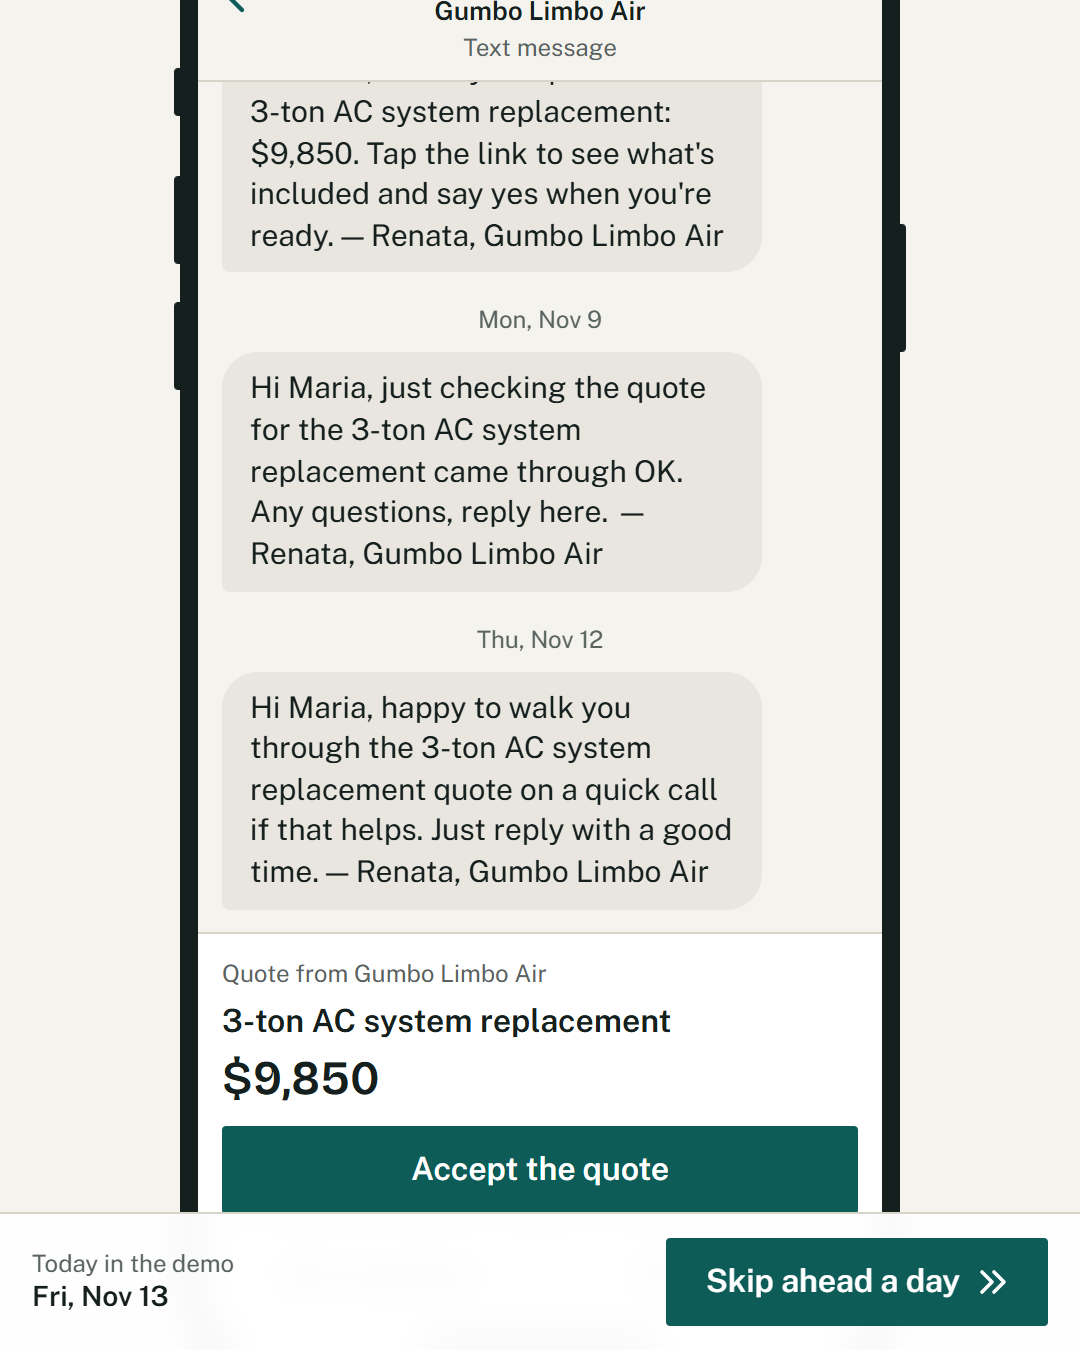 Gumbo Limbo Air
Text message
3-ton AC system replacement:
$9,850. Tap the link to see what's
included and say yes when you're
ready. — Renata, Gumbo Limbo Air
Mon, Nov 9
Hi Maria, just checking the quote
for the 3-ton AC system
replacement came through OK.
Any questions, reply here. —
Renata, Gumbo Limbo Air
Thu, Nov 12
Hi Maria, happy to walk you
through the 3-ton AC system
replacement quote on a quick call
if that helps. Just reply with a good
time. — Renata, Gumbo Limbo Air
Quote from Gumbo Limbo Air
3-ton AC system replacement
$9,850
Accept the quote
Today in the demo
Fri, Nov 13
Skip ahead a day